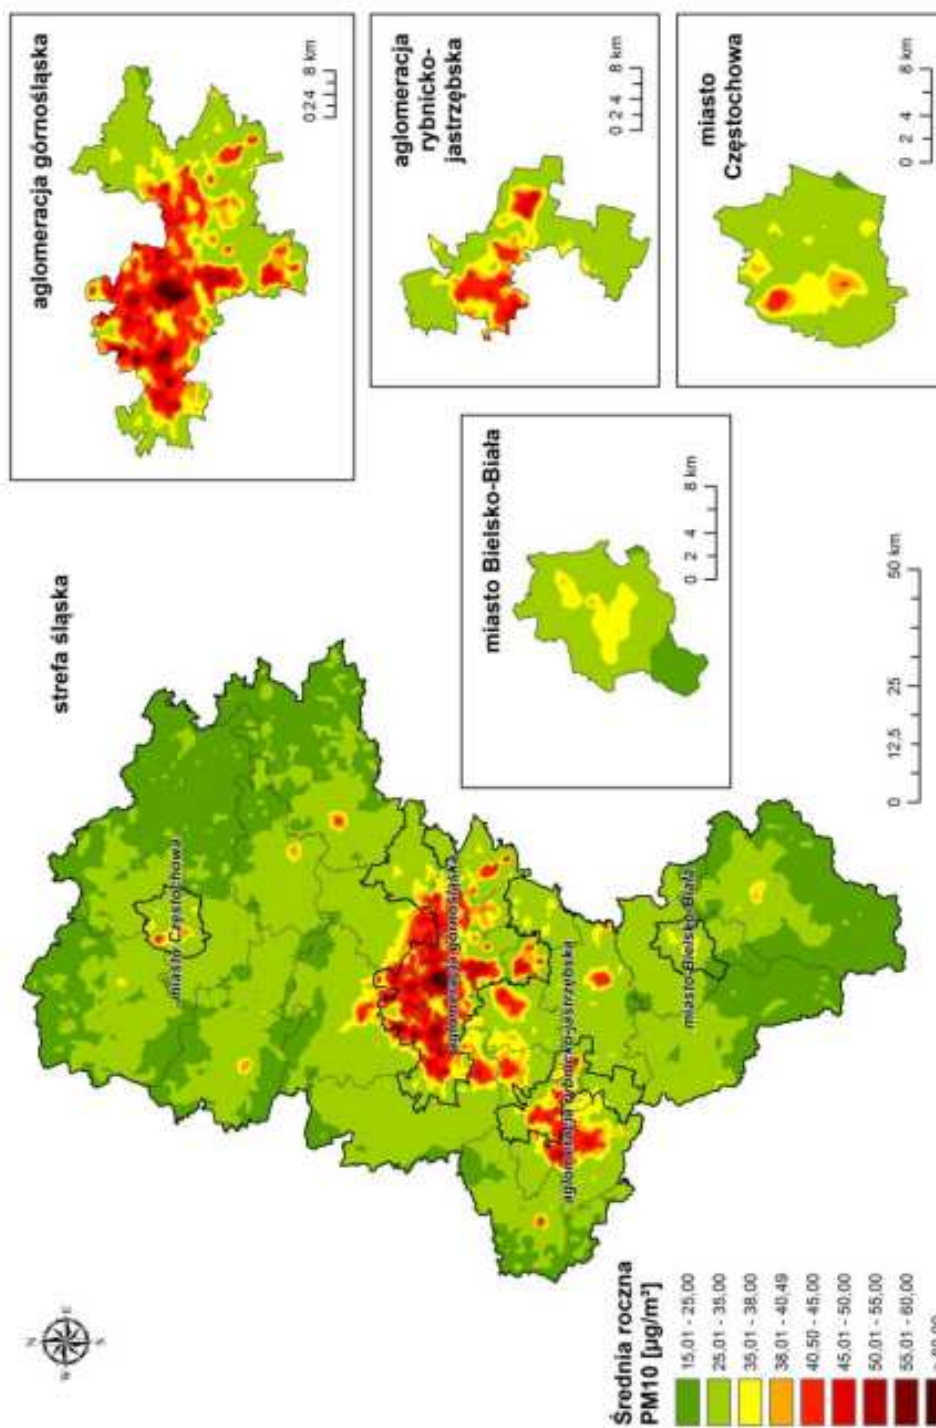 strefa śląska
N
E
S
W
miasto Częstochowa
aglomeracja górnośląska
aglomeracja rybnicko-jastrzębska
miasto Bielsko-Biała
0 12,5 25 50 km
Średnia roczna
PM10 [µg/m³]
15,01 - 25,00
25,01 - 35,00
35,01 - 38,00
38,01 - 40,49
40,50 - 45,00
45,01 - 50,00
50,01 - 55,00
55,01 - 60,00
aglomeracja górnośląska
0 2 4 8 km
aglomeracja
rybnicko-
jastrzębska
0 2 4 8 km
miasto
Częstochowa
0 2 4 8 km
miasto Bielsko-Biała
0 2 4 8 km